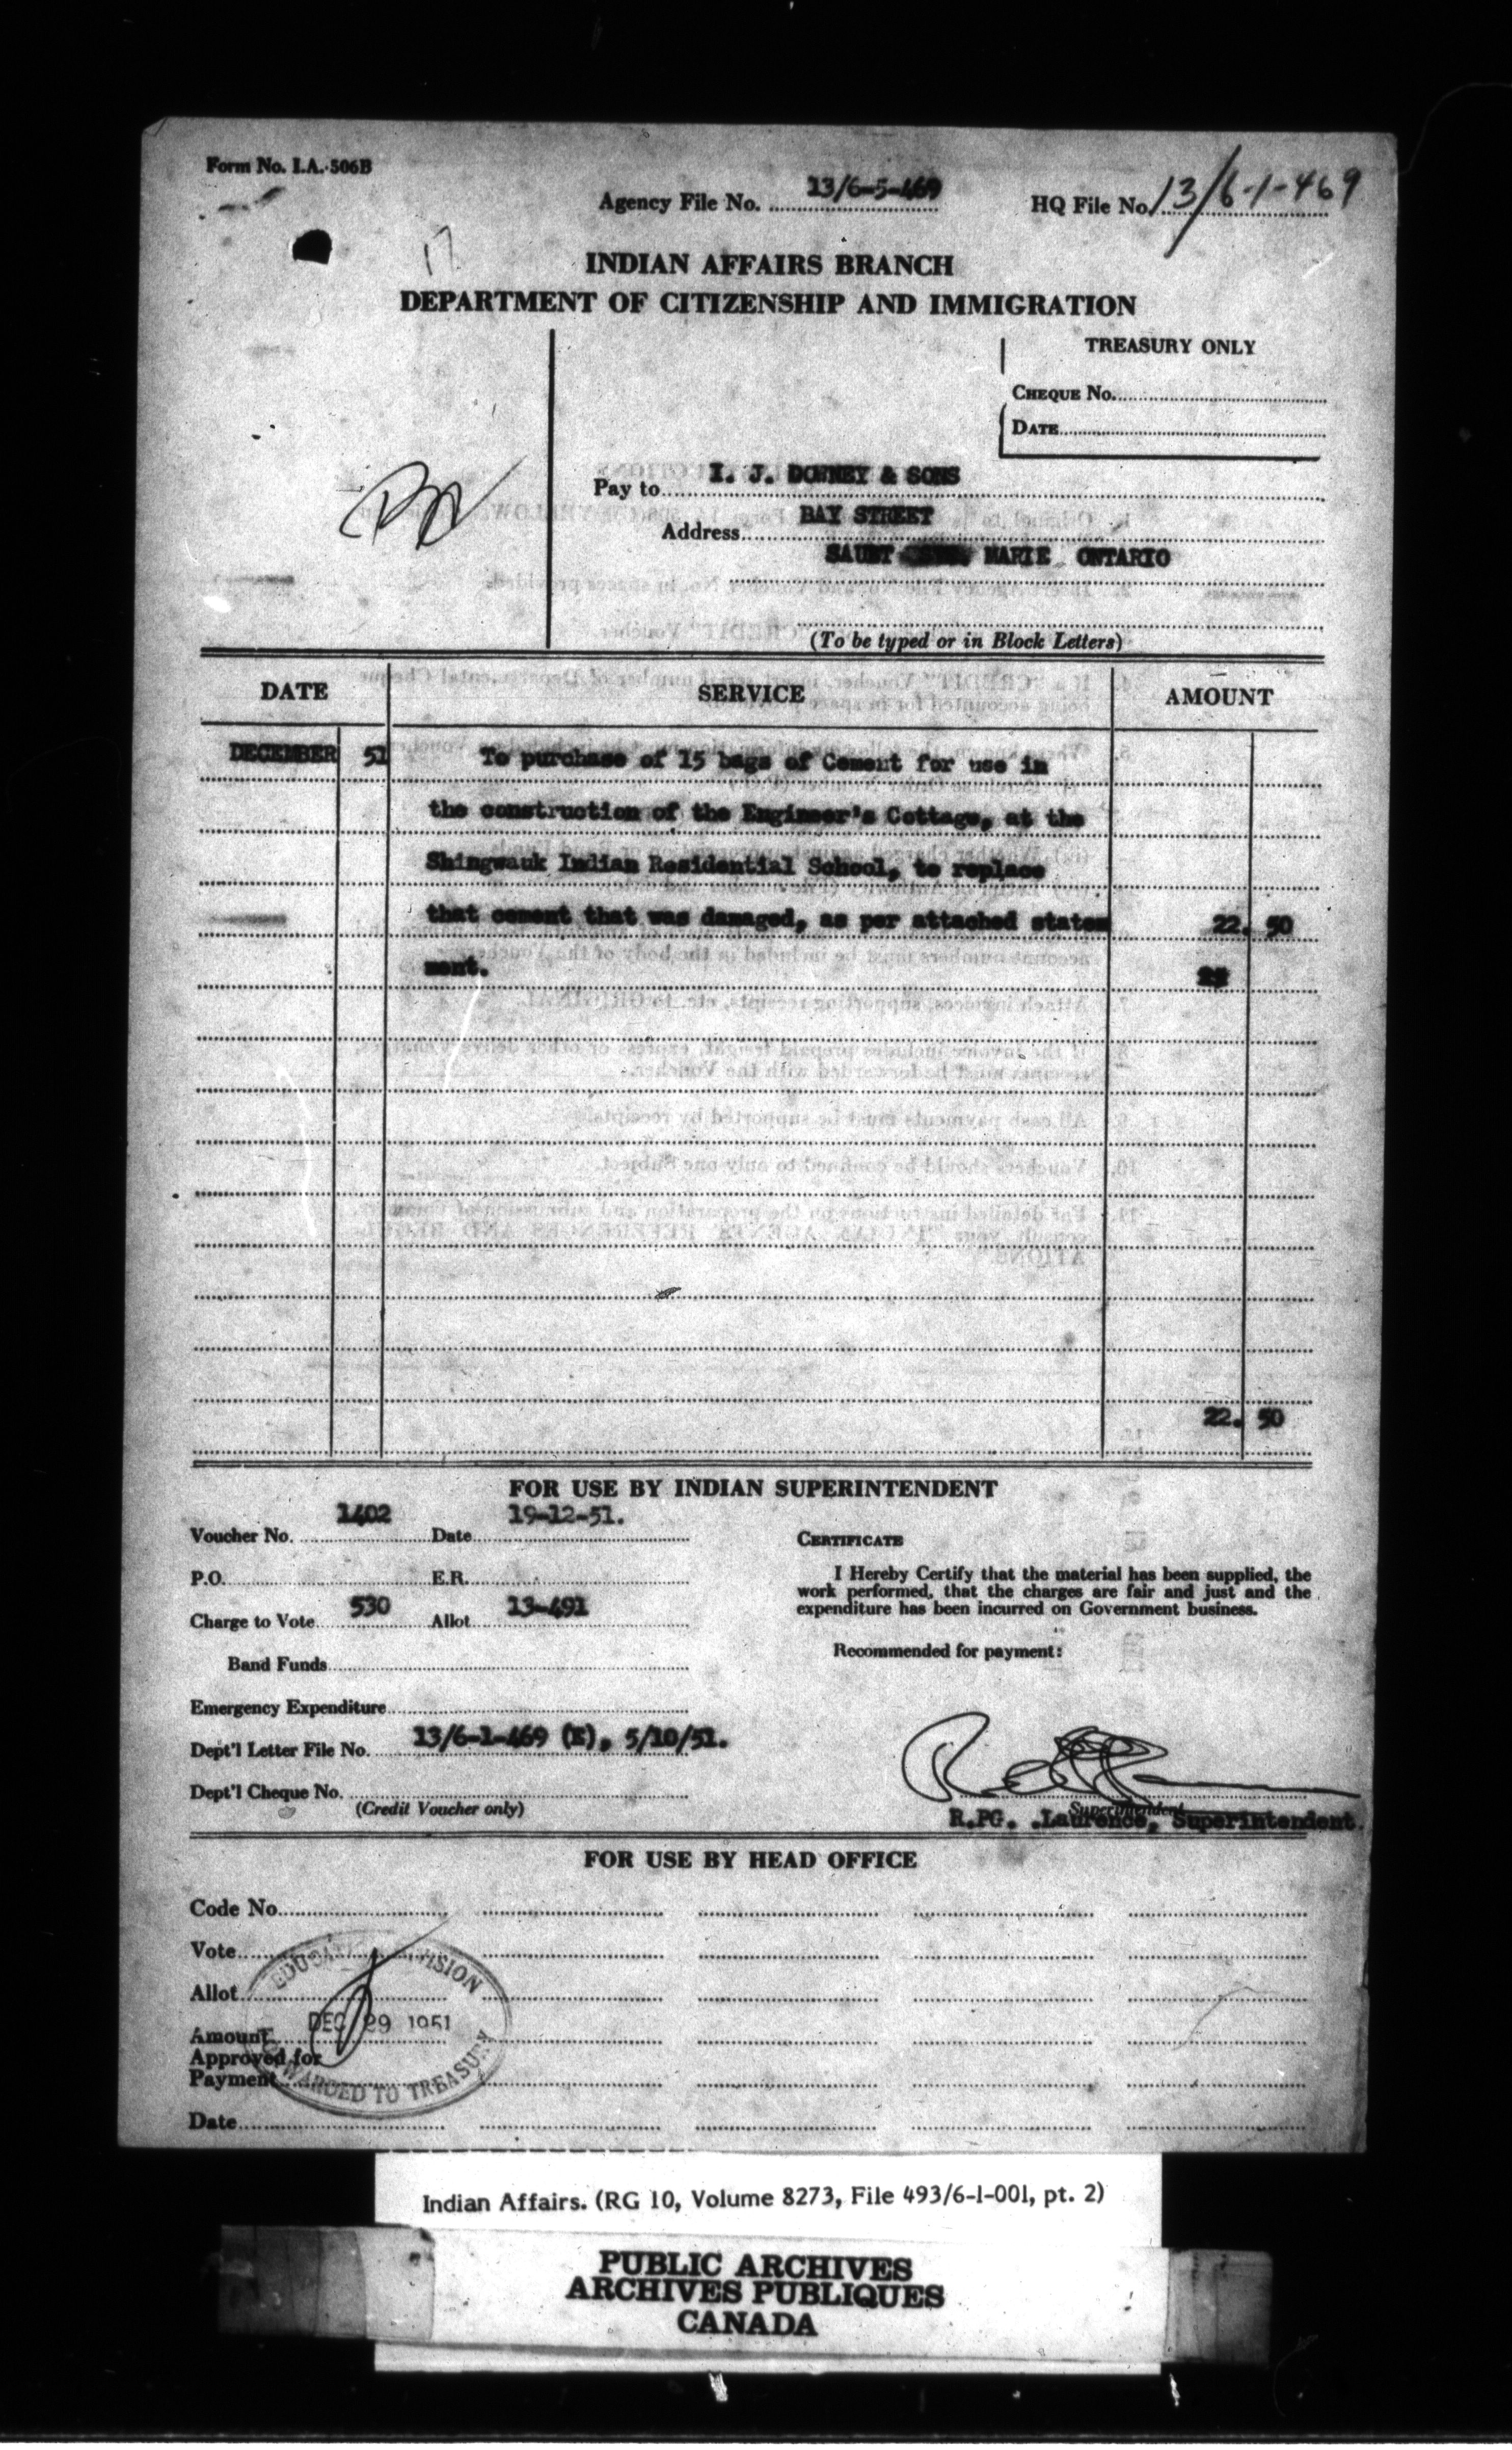 Form No. I.A. 506B
Agency File No. 13/6-5-469
HQ File No. 13/6-1-469
17
INDIAN AFFAIRS BRANCH
DEPARTMENT OF CITIZENSHIP AND IMMIGRATION
TREASURY ONLY
CHEQUE No.
DATE
Pay to I. J. DOWNEY & SONS
Address BAY STREET
SAULT MARIE ONTARIO
(To be typed or in Block Letters)
DATE SERVICE AMOUNT
DECEMBER 51 To purchase of 15 bags of Cement for use in
the construction of the Engineer's Cottage, at the
Shingwauk Indian Residential School, to replace
that cement that was damaged, as per attached state 22. 50
ment.
22. 50
FOR USE BY INDIAN SUPERINTENDENT
Voucher No. 1402 Date 19-12-51.
P.O. E.R.
Charge to Vote 530 Allot. 13-491
Band Funds
Emergency Expenditure
Dept'l Letter File No. 13/6-1-469 (E), 5/10/51.
Dept'l Cheque No.
(Credit Voucher only)
CERTIFICATE
I Hereby Certify that the material has been supplied, the
work performed, that the charges are fair and just and the
expenditure has been incurred on Government business.
Recommended for payment:
Superintendent
R.PG. .Laurence, Superintendent.
FOR USE BY HEAD OFFICE
Code No.
Vote
Allot
Amount
Approved for
Payment
Date
DEC 29 1951
TO TREASURY
Indian Affairs. (RG 10, Volume 8273, File 493/6-1-001, pt. 2)
PUBLIC ARCHIVES
ARCHIVES PUBLIQUES
CANADA